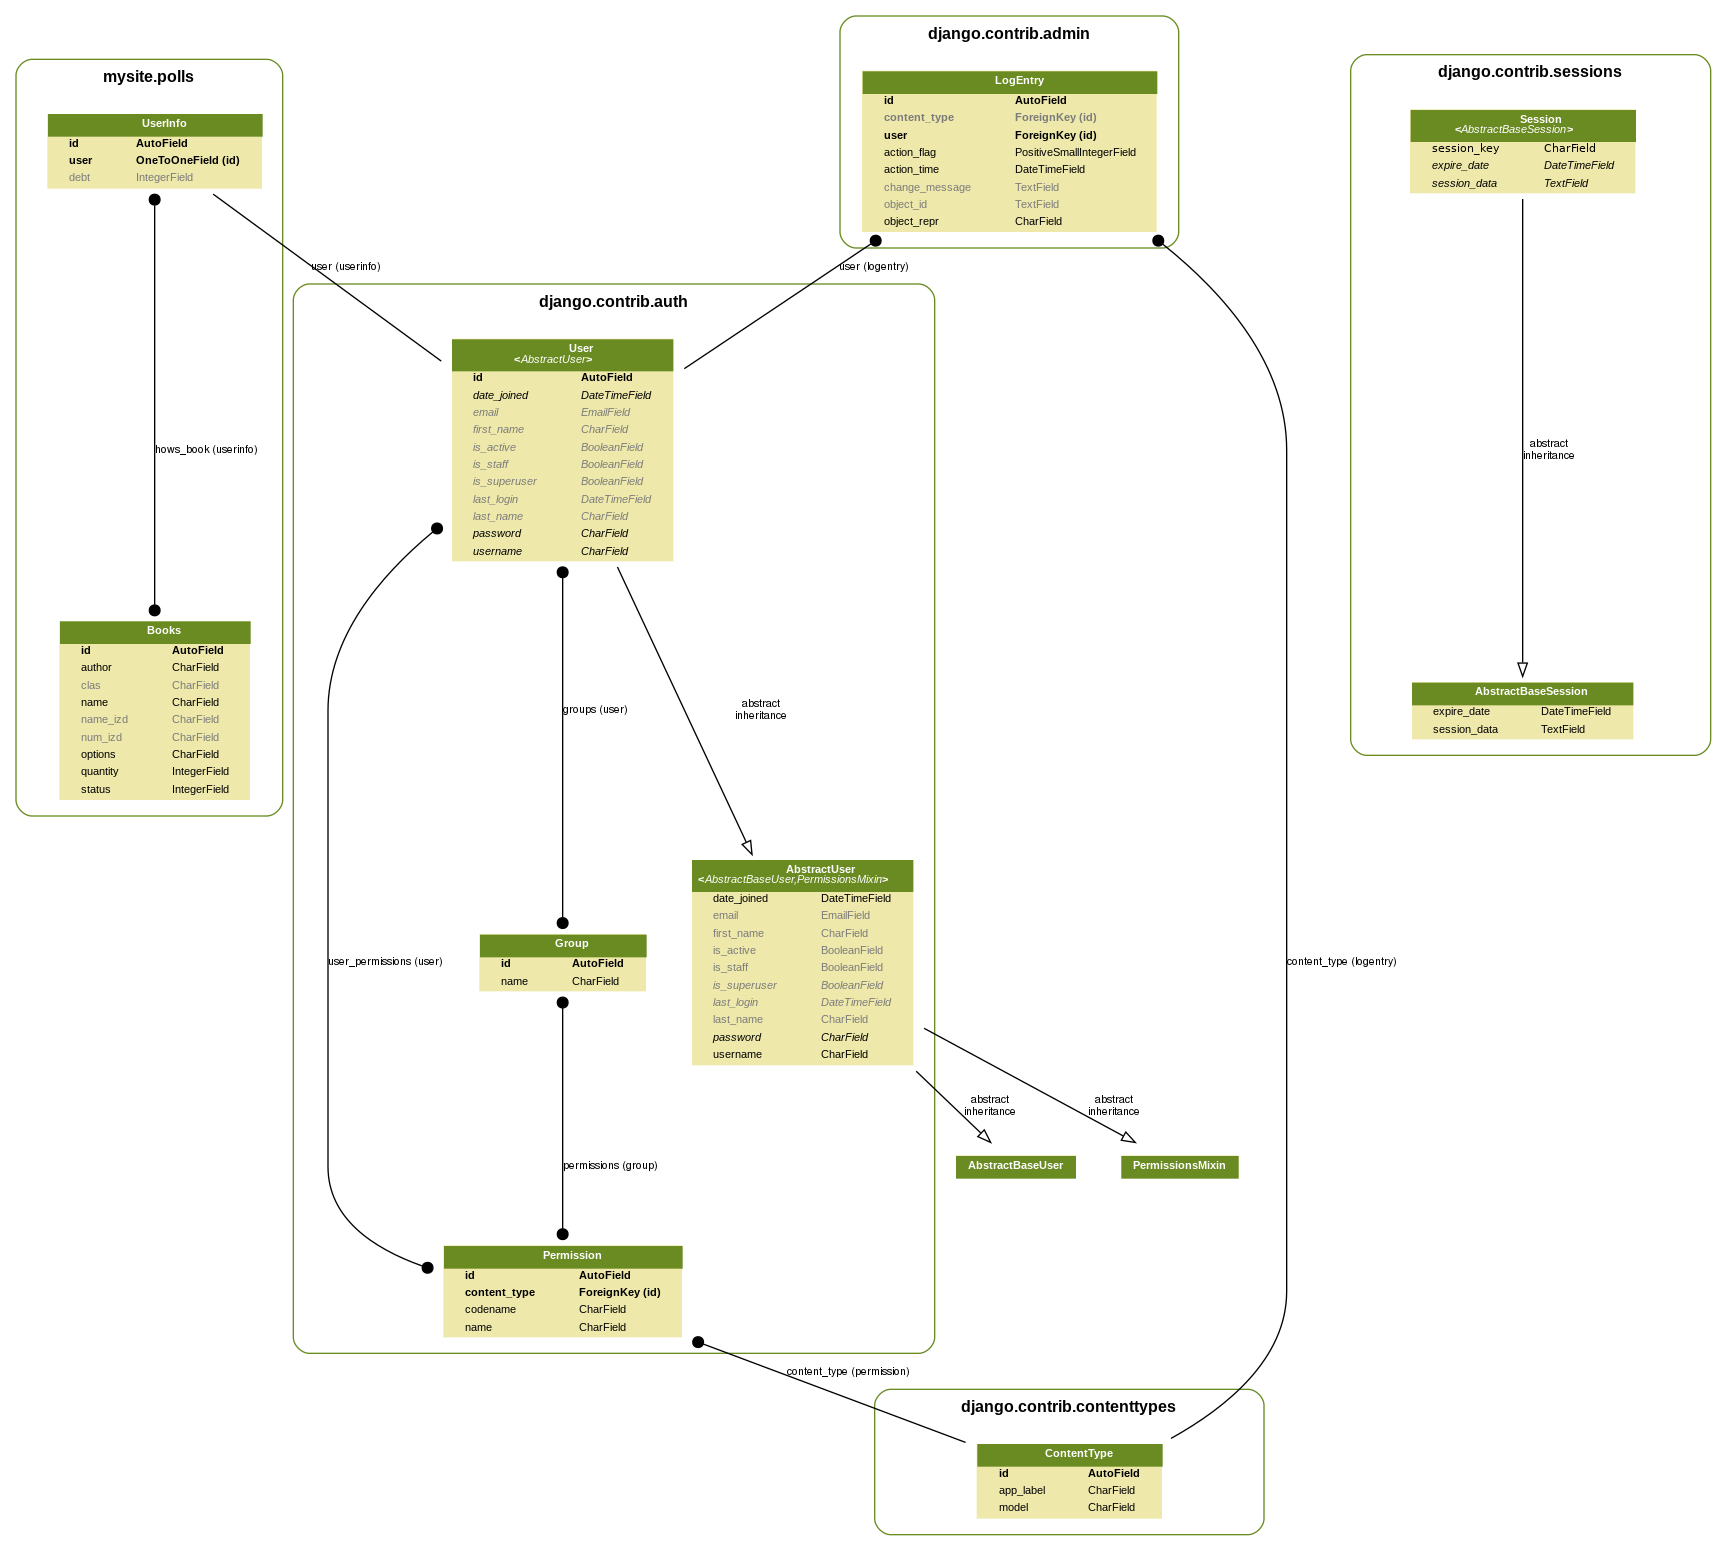 mysite.polls
UserInfo
id AutoField
user OneToOneField (id)
debt IntegerField
hows_book (userinfo)
Books
id AutoField
author CharField
clas CharField
name CharField
name_izd CharField
num_izd CharField
options CharField
quantity IntegerField
status IntegerField
user (userinfo)
django.contrib.admin
LogEntry
id AutoField
content_type ForeignKey (id)
user ForeignKey (id)
action_flag PositiveSmallIntegerField
action_time DateTimeField
change_message TextField
object_id TextField
object_repr CharField
user (logentry)
content_type (logentry)
django.contrib.auth
User
<AbstractUser>
id AutoField
date_joined DateTimeField
email EmailField
first_name CharField
is_active BooleanField
is_staff BooleanField
is_superuser BooleanField
last_login DateTimeField
last_name CharField
password CharField
username CharField
groups (user)
abstract
inheritance
user_permissions (user)
Group
id AutoField
name CharField
permissions (group)
AbstractUser
<AbstractBaseUser,PermissionsMixin>
date_joined DateTimeField
email EmailField
first_name CharField
is_active BooleanField
is_staff BooleanField
is_superuser BooleanField
last_login DateTimeField
last_name CharField
password CharField
username CharField
abstract
inheritance
abstract
inheritance
AbstractBaseUser
PermissionsMixin
Permission
id AutoField
content_type ForeignKey (id)
codename CharField
name CharField
content_type (permission)
django.contrib.contenttypes
ContentType
id AutoField
app_label CharField
model CharField
django.contrib.sessions
Session
<AbstractBaseSession>
session_key CharField
expire_date DateTimeField
session_data TextField
abstract
inheritance
AbstractBaseSession
expire_date DateTimeField
session_data TextField